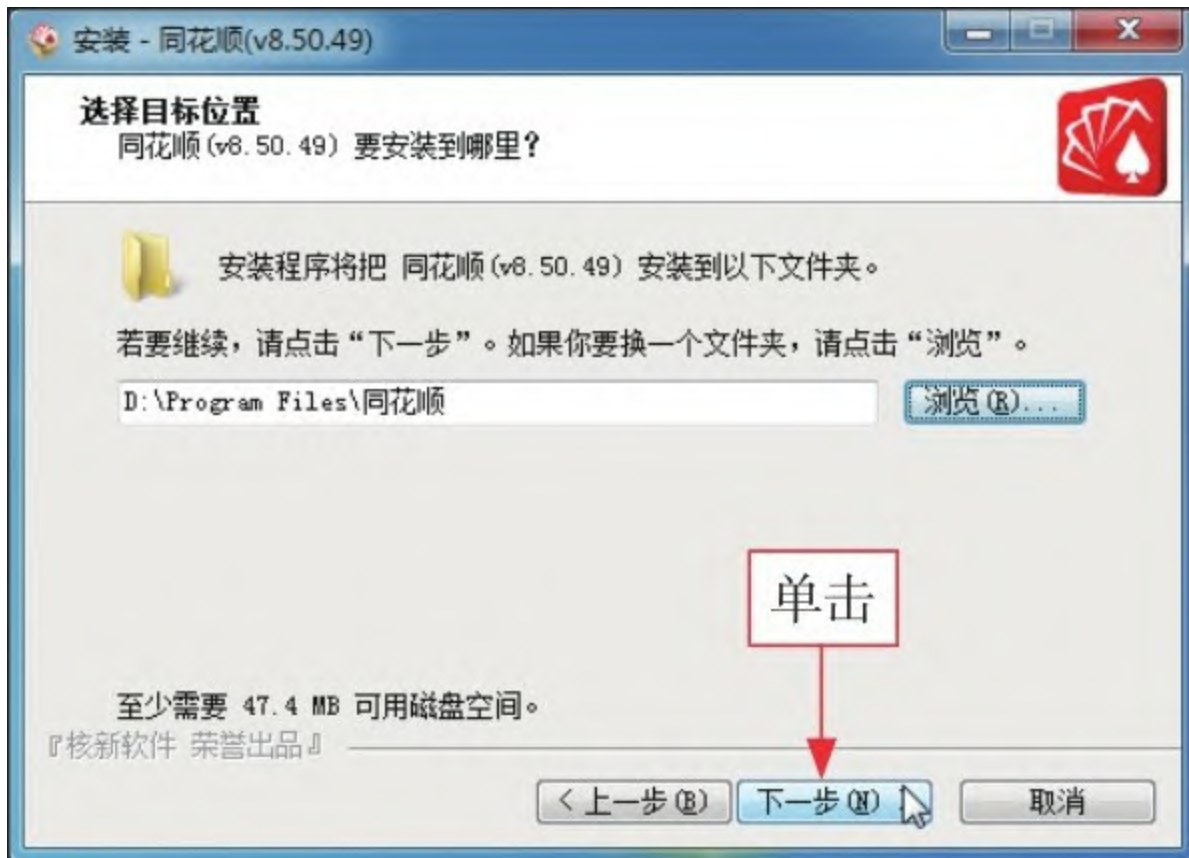 安装 - 同花顺(v8.50.49)
选择目标位置
同花顺(v8.50.49) 要安装到哪里?
安装程序将把 同花顺(v8.50.49) 安装到以下文件夹。
若要继续，请点击“下一步”。如果你要换一个文件夹，请点击“浏览”。
D:\Program Files\同花顺
浏览(R)...
单击
至少需要 47.4 MB 可用磁盘空间。
『核新软件 荣誉出品』
<上一步(B) 下一步(N) 取消